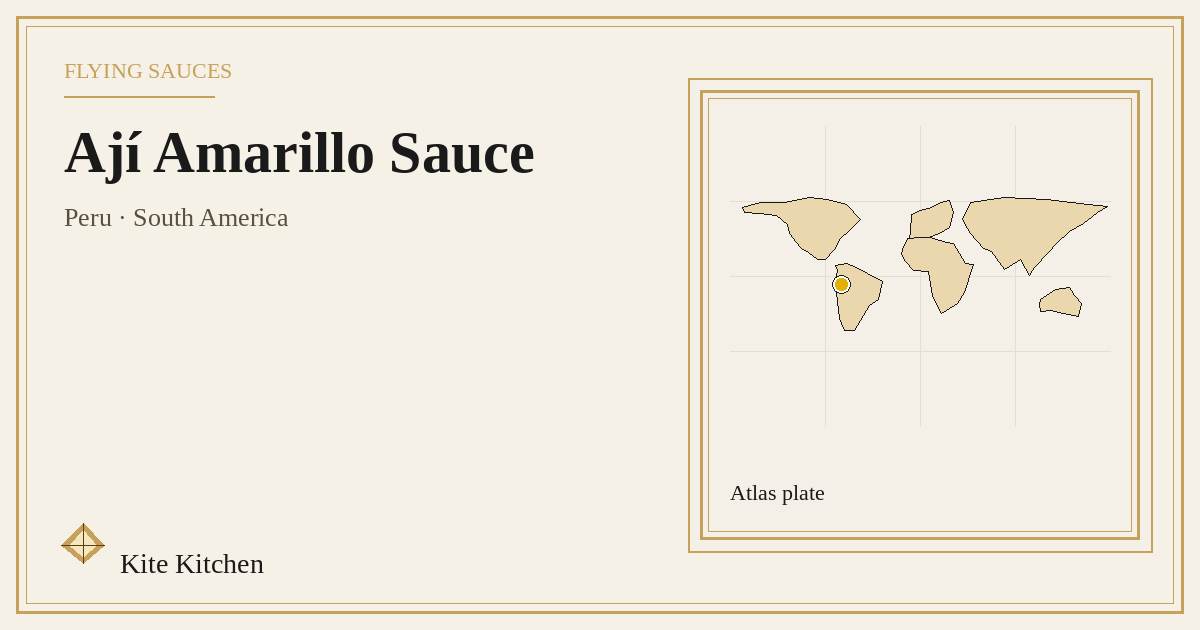 FLYING SAUCES
Ají Amarillo Sauce
Peru · South America
Atlas plate
Kite Kitchen